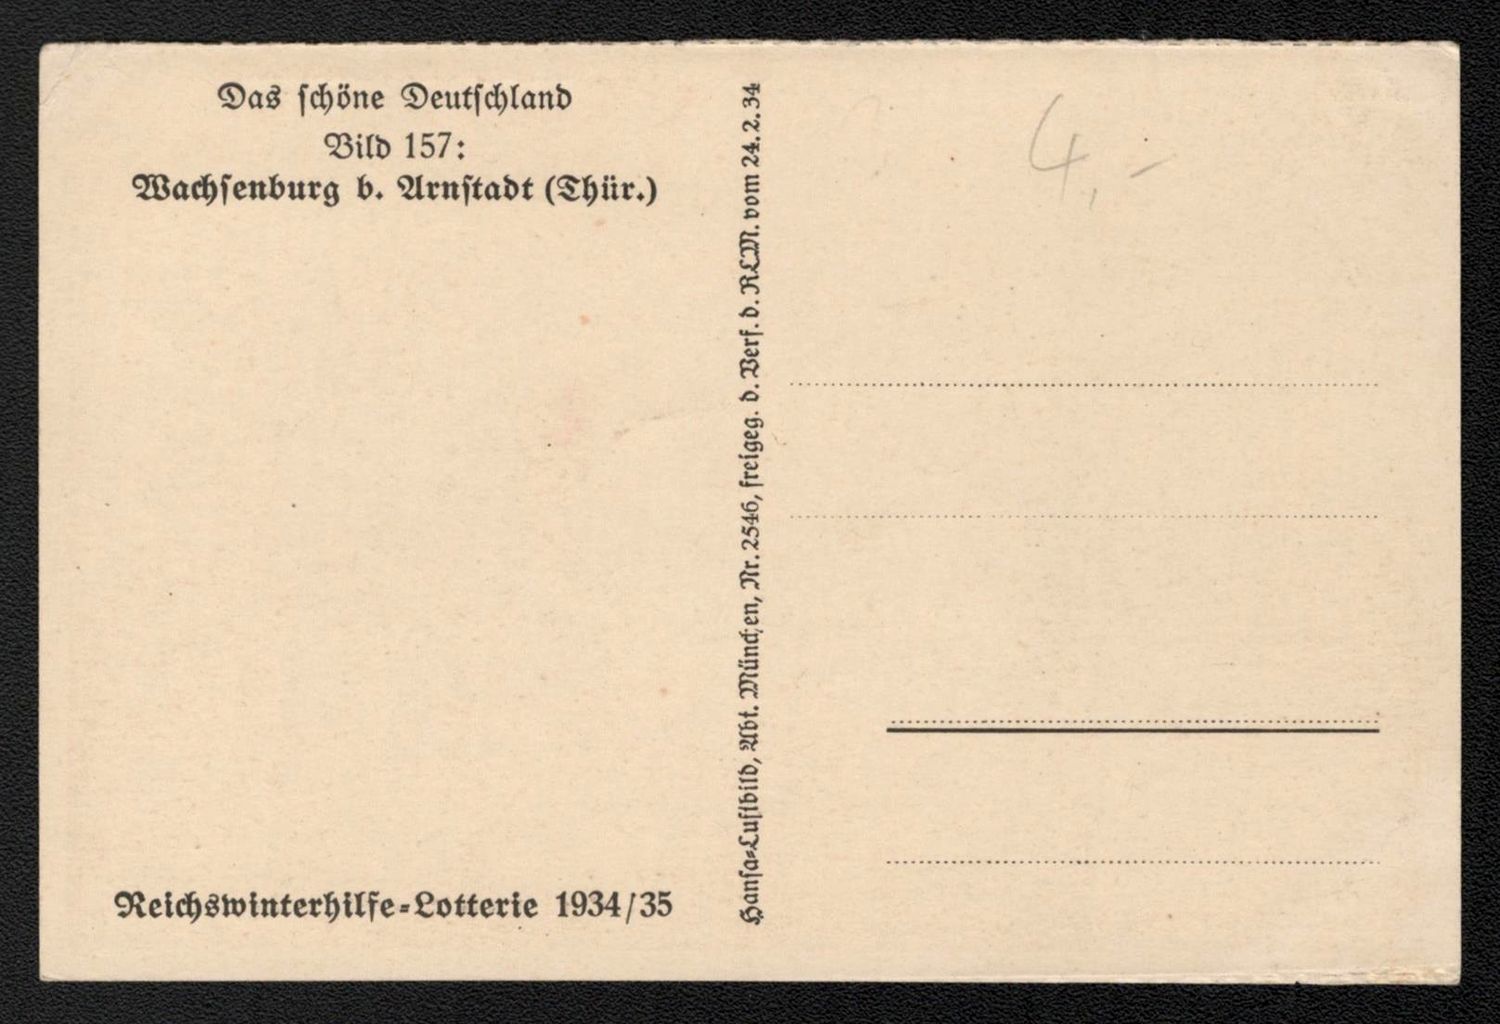 Das schöne Deutschland
Bild 157:
Wachsenburg b. Arnstadt (Thür.)
Reichswinterhilfe-Lotterie 1934/35
Hansa-Luftbild, Abt. München, Nr. 2546, freigeg. d. Verf. d. RLM. vom 24. 2. 34
4,-